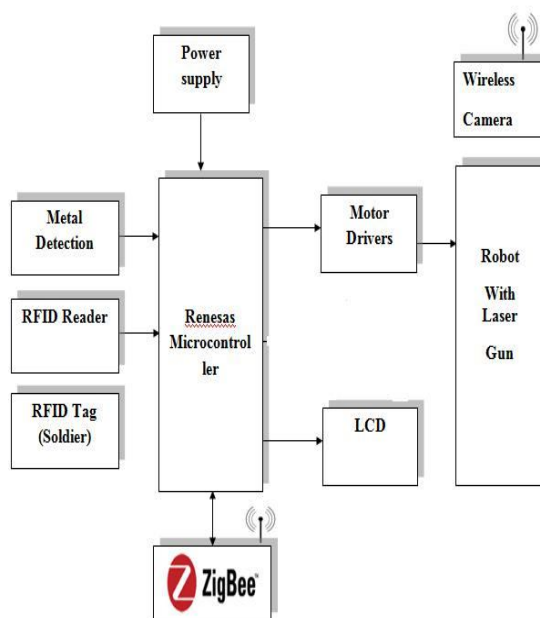 Power
supply
Wireless
Camera
Metal
Detection
Motor
Drivers
Robot
With
Laser
Gun
RFID Reader
Renesas
Microcontrol
ler
RFID Tag
(Soldier)
LCD
ZigBee™